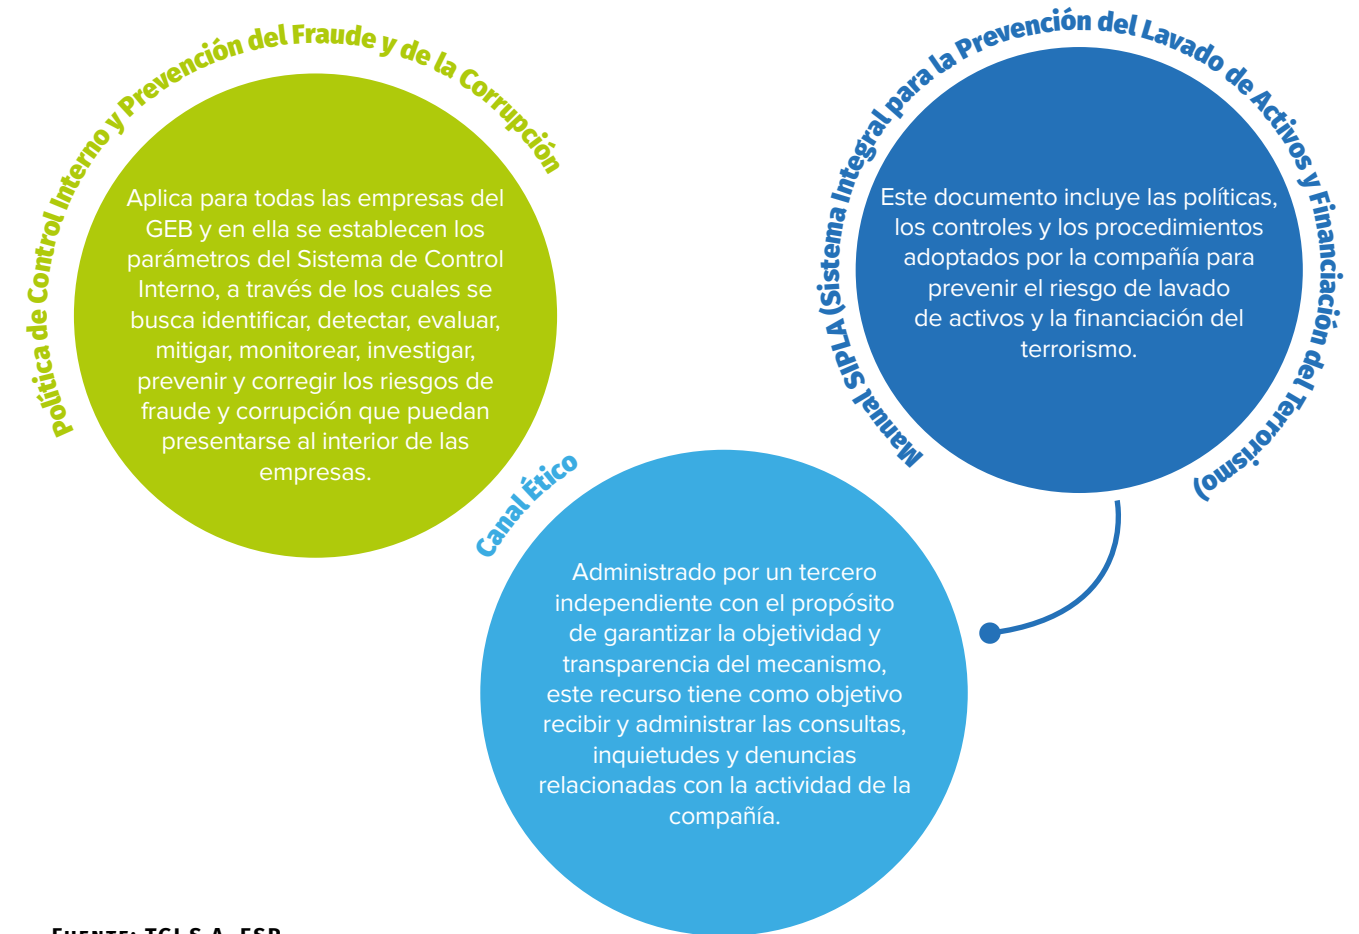 Política de Control Interno y Prevención del Fraude y de la Corrupción
Aplica para todas las empresas del
GEB y en ella se establecen los
parámetros del Sistema de Control
Interno, a través de los cuales se
busca identificar, detectar, evaluar,
mitigar, monitorear, investigar,
prevenir y corregir los riesgos de
fraude y corrupción que puedan
presentarse al interior de las
empresas.
Manual SIPLA (Sistema Integral para la Prevención del Lavado de Activos y Financiación del Terrorismo)
Este documento incluye las políticas,
los controles y los procedimientos
adoptados por la compañía para
prevenir el riesgo de lavado
de activos y la financiación del
terrorismo.
Canal Ético
Administrado por un tercero
independiente con el propósito
de garantizar la objetividad y
transparencia del mecanismo,
este recurso tiene como objetivo
recibir y administrar las consultas,
inquietudes y denuncias
relacionadas con la actividad de la
compañía.
FUENTE: TGI S.A. ESP